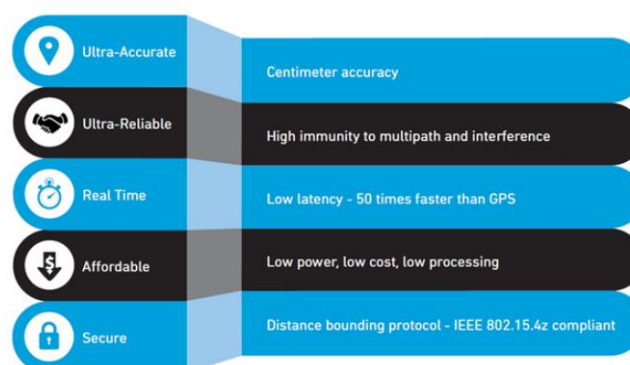 Ultra-Accurate
Centimeter accuracy
Ultra-Reliable
High immunity to multipath and interference
Real Time
Low latency - 50 times faster than GPS
Affordable
Low power, low cost, low processing
Secure
Distance bounding protocol - IEEE 802.15.4z compliant